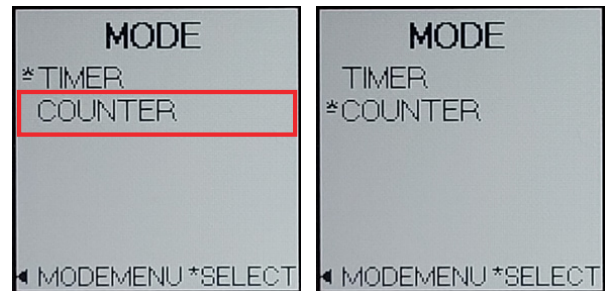 MODE
*TIMER
COUNTER
◄ MODEMENU *SELECT
MODE
TIMER
*COUNTER
◄ MODEMENU *SELECT